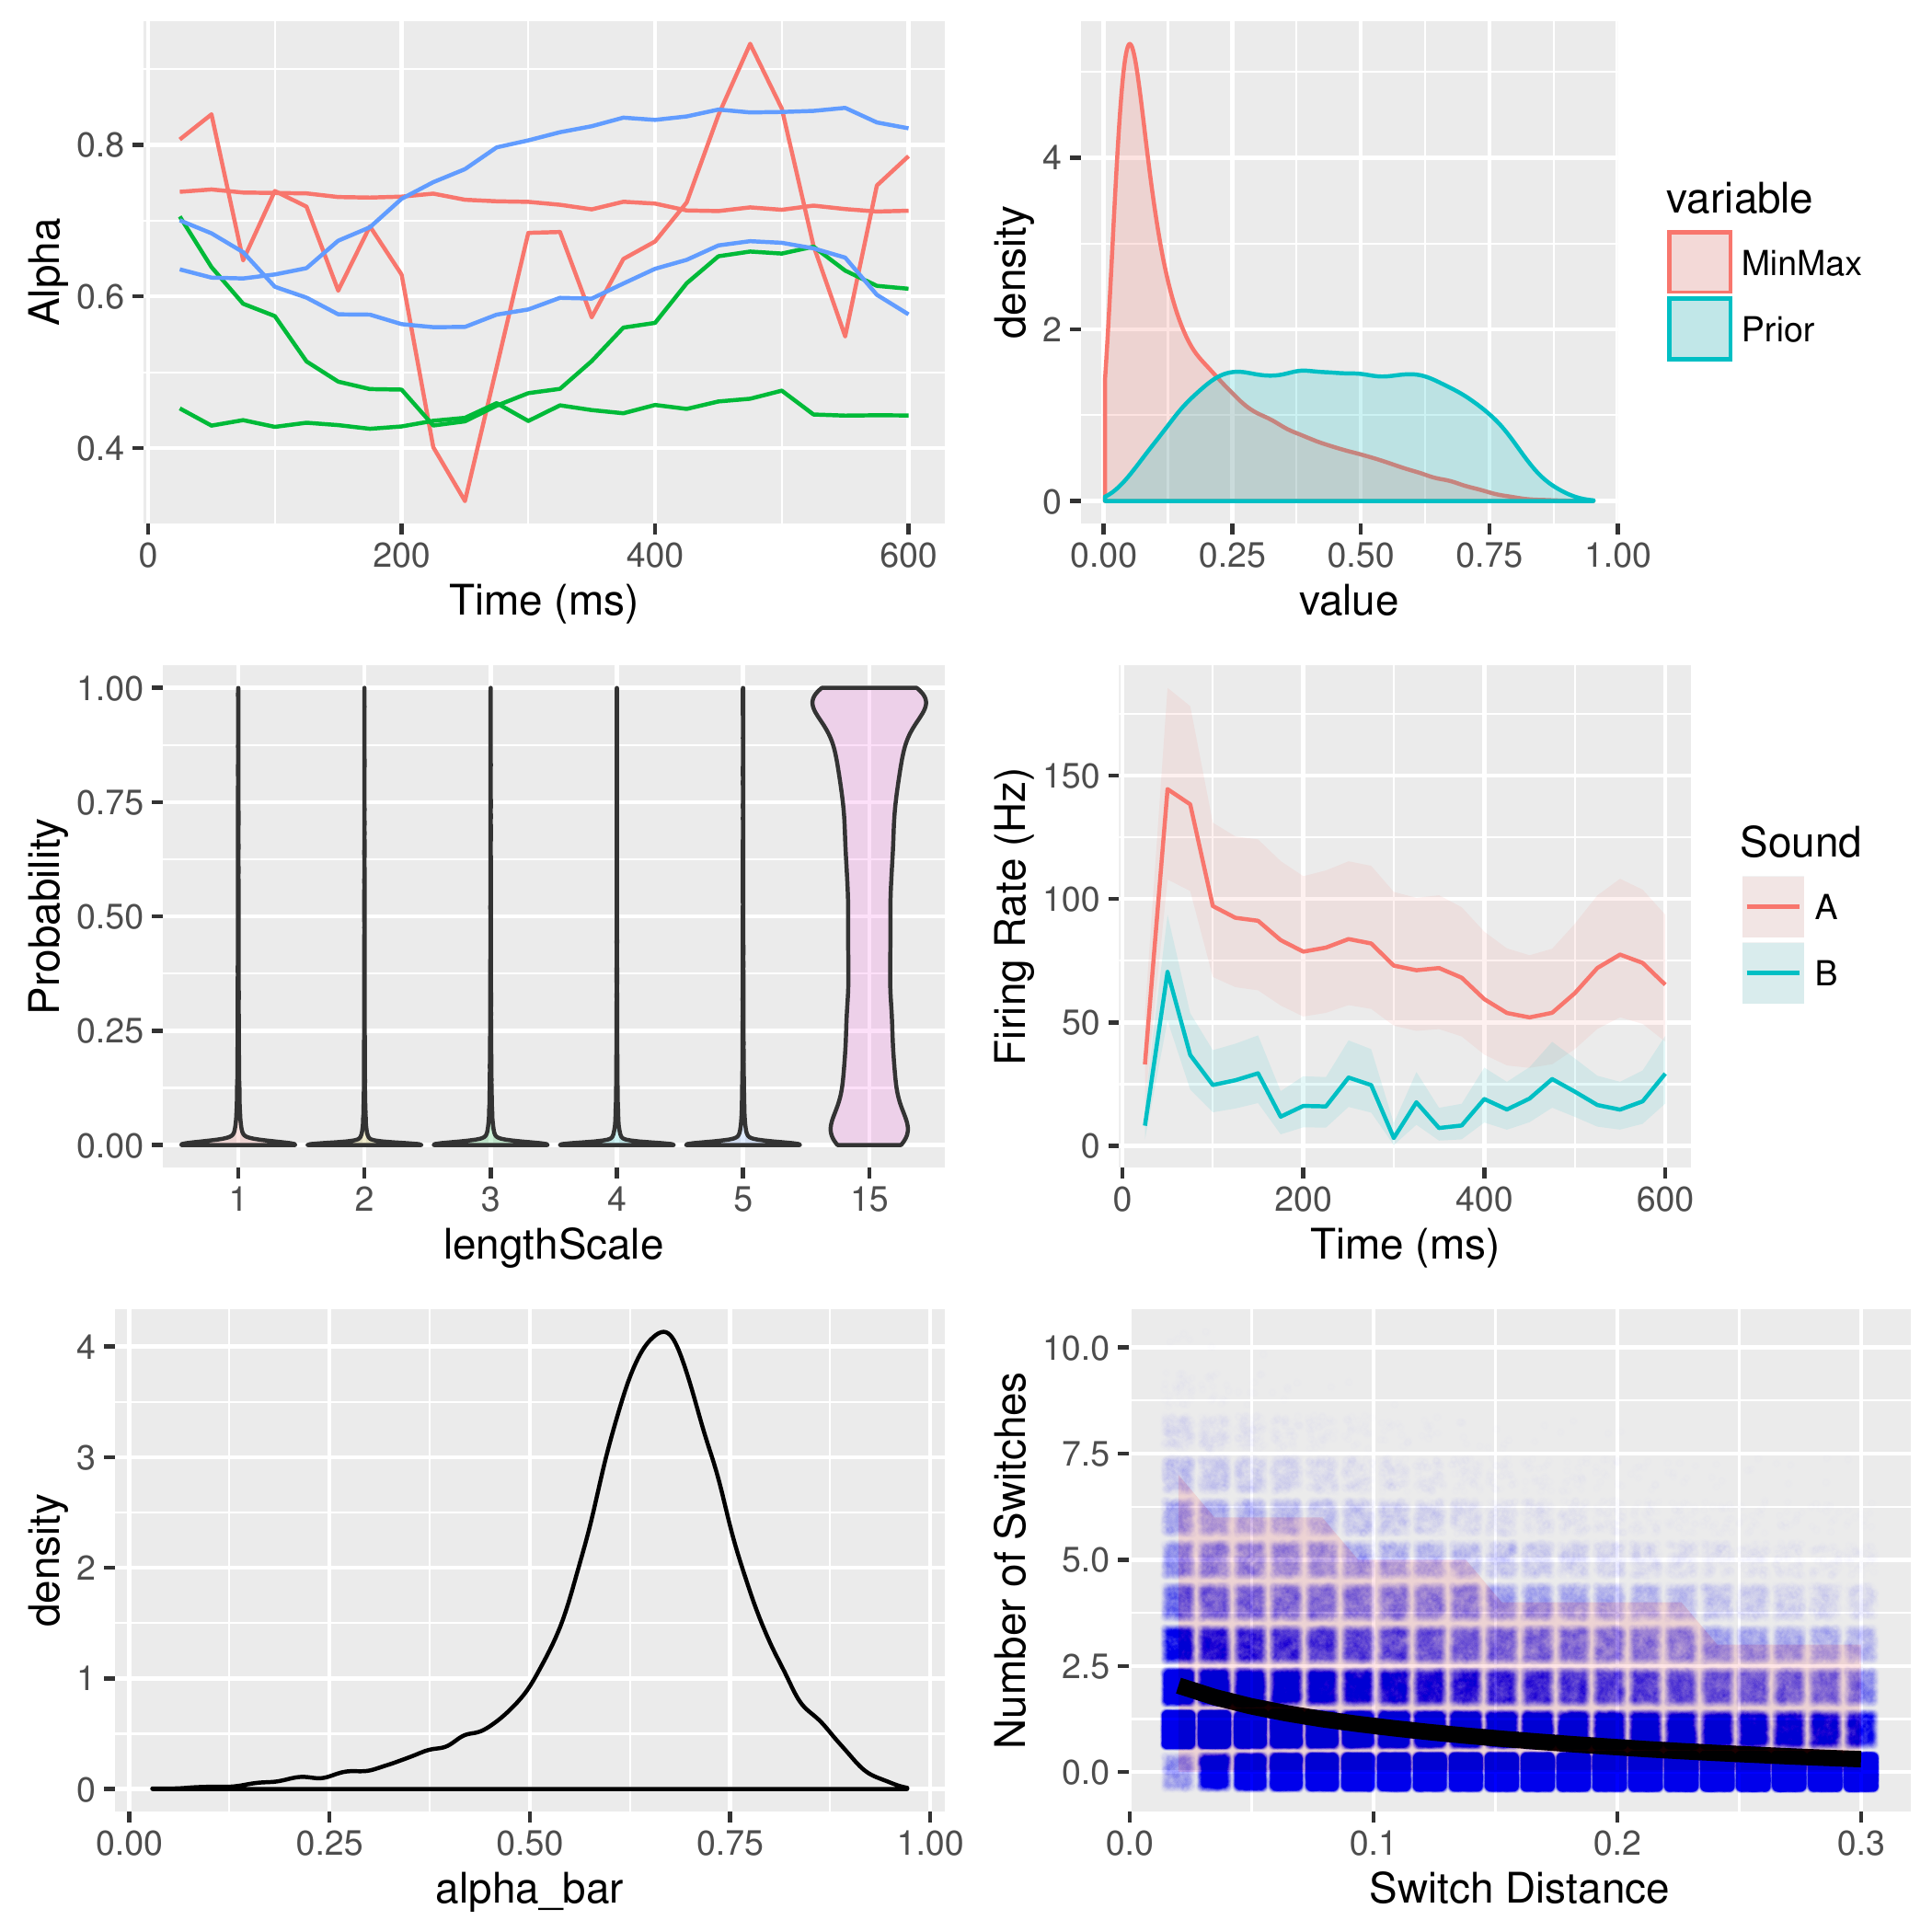 Alpha
0.8
0.6
0.4
0 200 400 600
Time (ms)
density
4
2
0
0.00 0.25 0.50 0.75 1.00
value
variable
MinMax
Prior
Probability
1.00
0.75
0.50
0.25
0.00
1 2 3 4 5 15
lengthScale
Firing Rate (Hz)
150
100
50
0
0 200 400 600
Time (ms)
Sound
A
B
density
4
3
2
1
0
0.00 0.25 0.50 0.75 1.00
alpha_bar
Number of Switches
10.0
7.5
5.0
2.5
0.0
0.0 0.1 0.2 0.3
Switch Distance